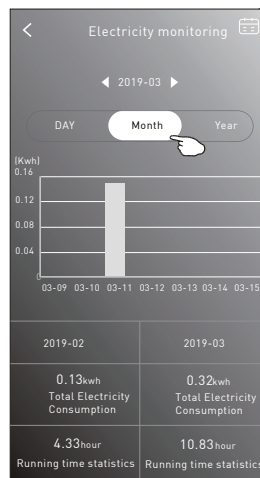 Electricity monitoring
2019-03
DAY Month Year
(Kwh)
0.16
0.12
0.08
0.04
0
03-09 03-10 03-11 03-12 03-13 03-14 03-15
2019-02 2019-03
0.13kwh 0.32kwh
Total Electricity Total Electricity
Consumption Consumption
4.33hour 10.83hour
Running time statistics Running time statistics